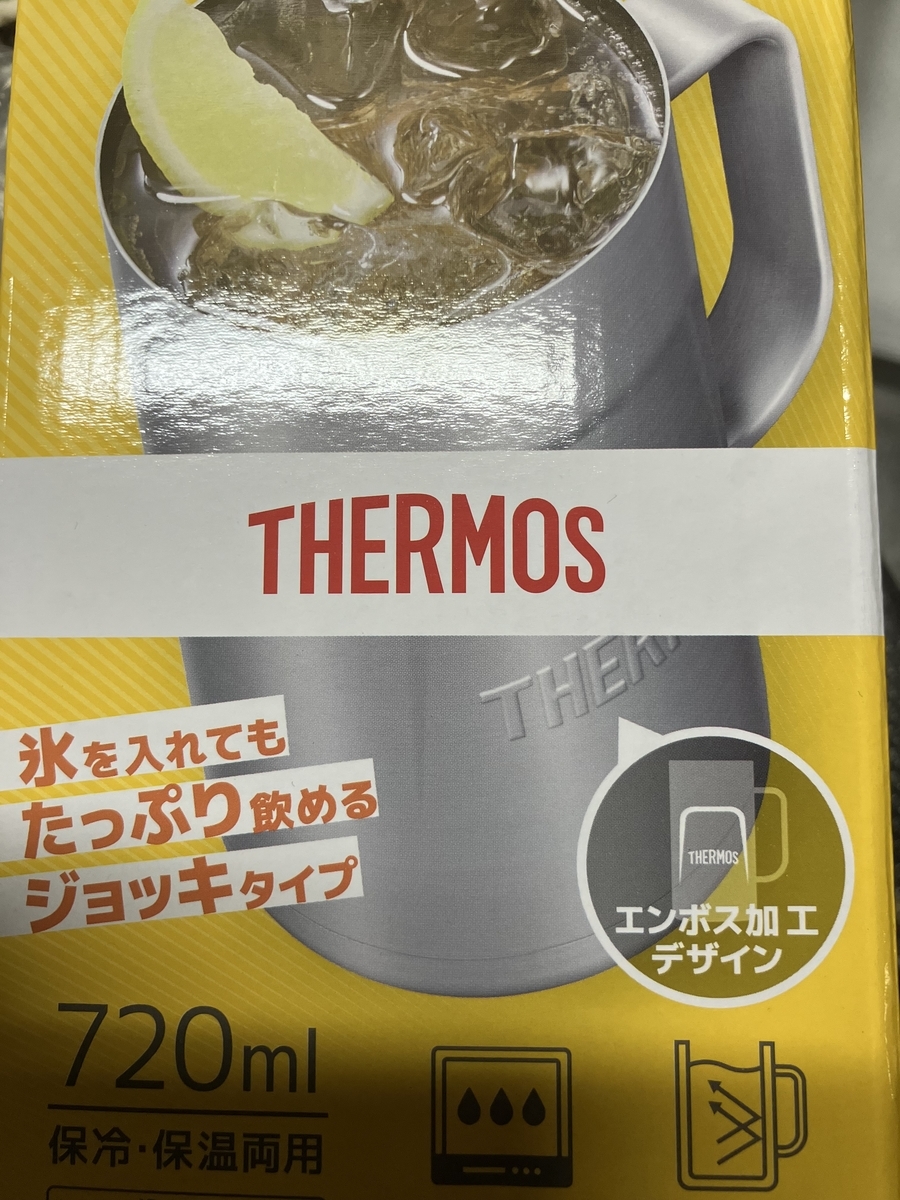 THERMOS
THER
氷を入れても
たっぷり飲める
ジョッキタイプ
THERMOS
エンボス加工
デザイン
720ml
保冷・保温両用